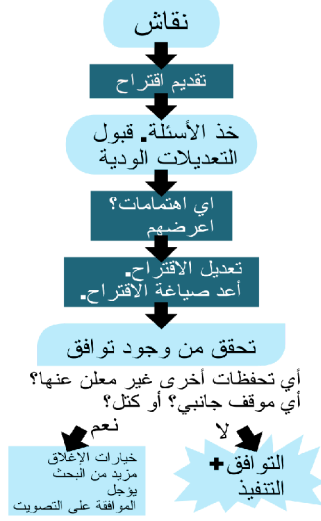 نقاش
تقديم اقتراح
خذ الأسئلة. قبول
التعديلات الودية
اي اهتمامات؟
اعرضهم
تعديل الاقتراح.
أعد صياغة الاقتراح.
تحقق من وجود توافق
أي تحفظات أخرى غير معلن عنها؟
أي موقف جانبي؟ أو كتل؟
نعم
لا
خيارات الإغلاق
مزيد من البحث
يؤجل
الموافقة على التصويت
التوافق+
التنفيذ